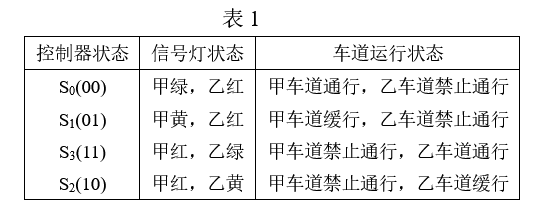 表 1
控制器状态 信号灯状态 车道运行状态
S0(00) 甲绿，乙红 甲车道通行，乙车道禁止通行
S1(01) 甲黄，乙红 甲车道缓行，乙车道禁止通行
S3(11) 甲红，乙绿 甲车道禁止通行，乙车道通行
S2(10) 甲红，乙黄 甲车道禁止通行，乙车道缓行